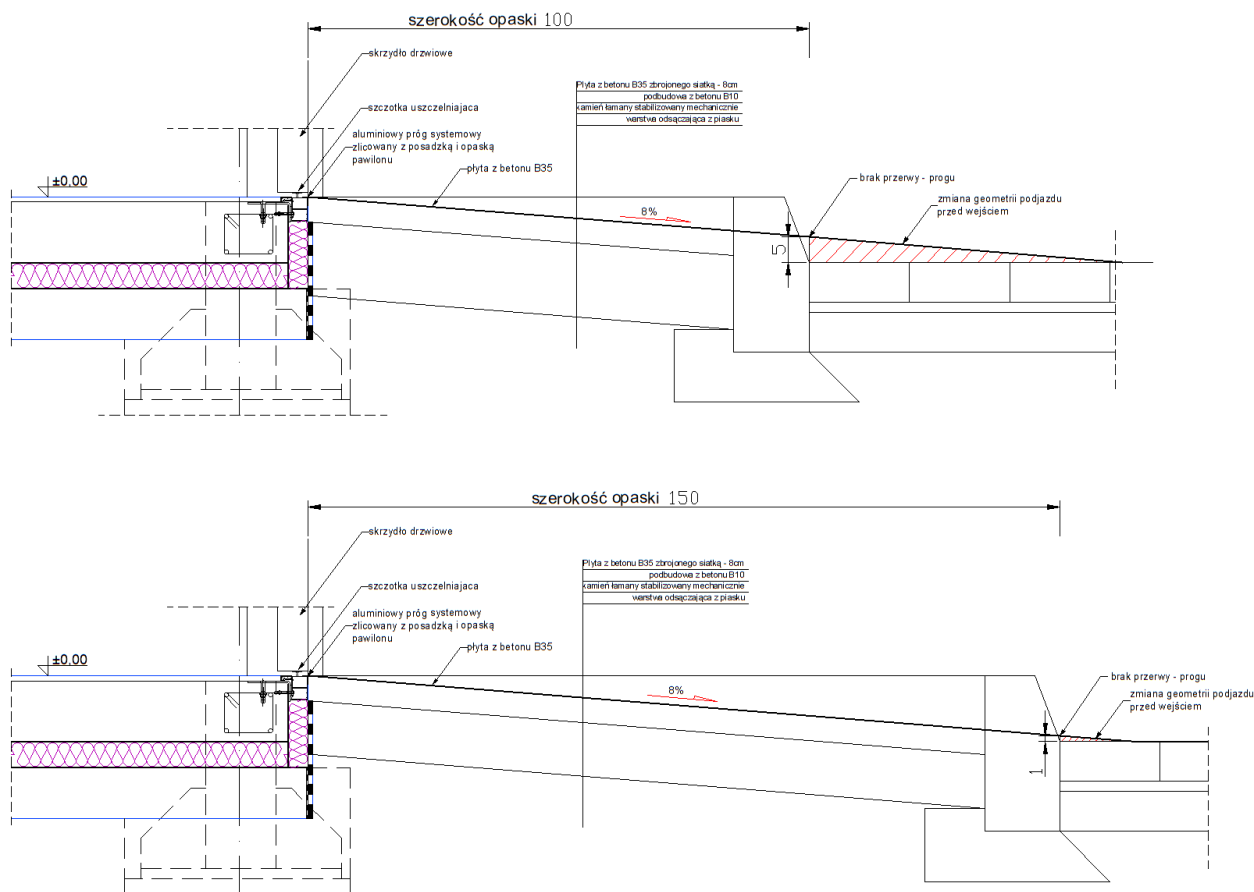 szerokość opaski 100
skrzydło drzwiowe
szczotka uszczelniajaca
aluminiowy próg systemowy
zlicowany z posadzką i opaską
pawilonu
płyta z betonu B35
±0.00
Płyta z betonu B35 zbrojonego siatką - 8cm
podbudowa z betonu B10
kamień łamany stabilizowany mechanicznie
warstwa odsączająca z piasku
8%
5
brak przerwy - progu
zmiana geometrii podjazdu
przed wejściem
szerokość opaski 150
skrzydło drzwiowe
szczotka uszczelniajaca
aluminiowy próg systemowy
zlicowany z posadzką i opaską
pawilonu
płyta z betonu B35
±0.00
Płyta z betonu B35 zbrojonego siatką - 8cm
podbudowa z betonu B10
kamień łamany stabilizowany mechanicznie
warstwa odsączająca z piasku
8%
1
brak przerwy - progu
zmiana geometrii podjazdu
przed wejściem